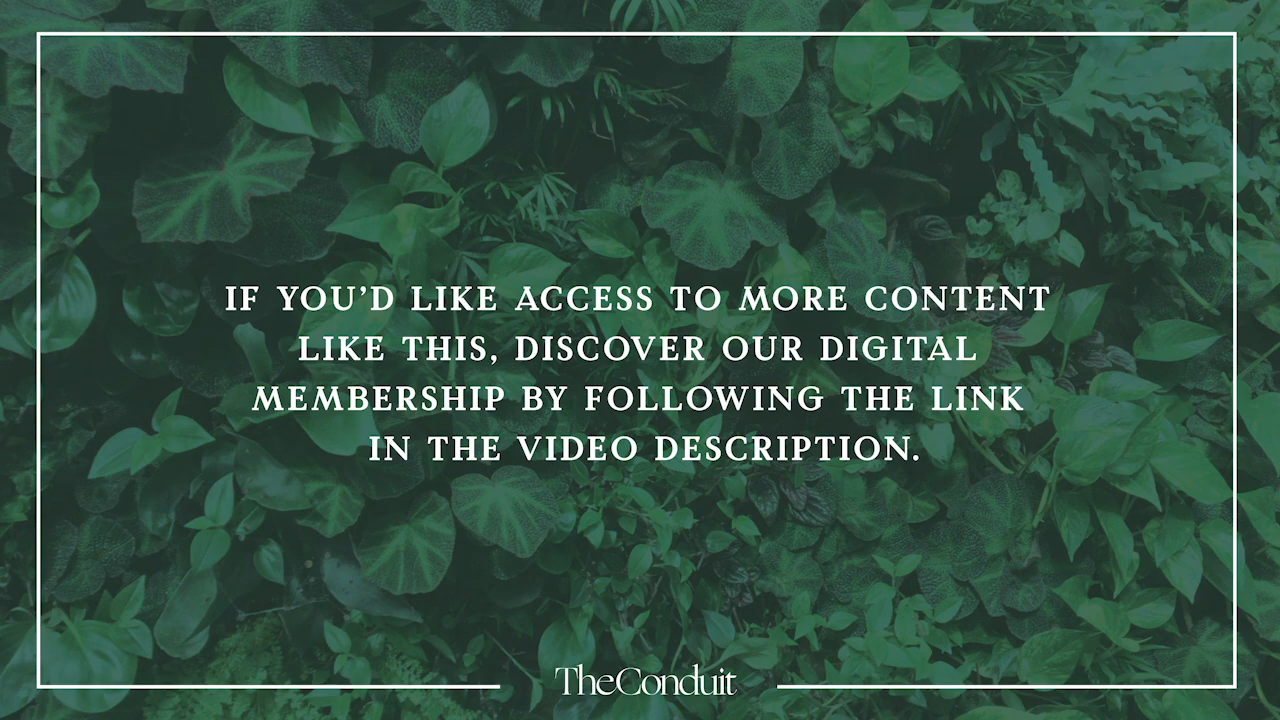 IF YOU'D LIKE ACCESS TO MORE CONTENT
LIKE THIS, DISCOVER OUR DIGITAL
MEMBERSHIP BY FOLLOWING THE LINK
IN THE VIDEO DESCRIPTION.
TheConduit